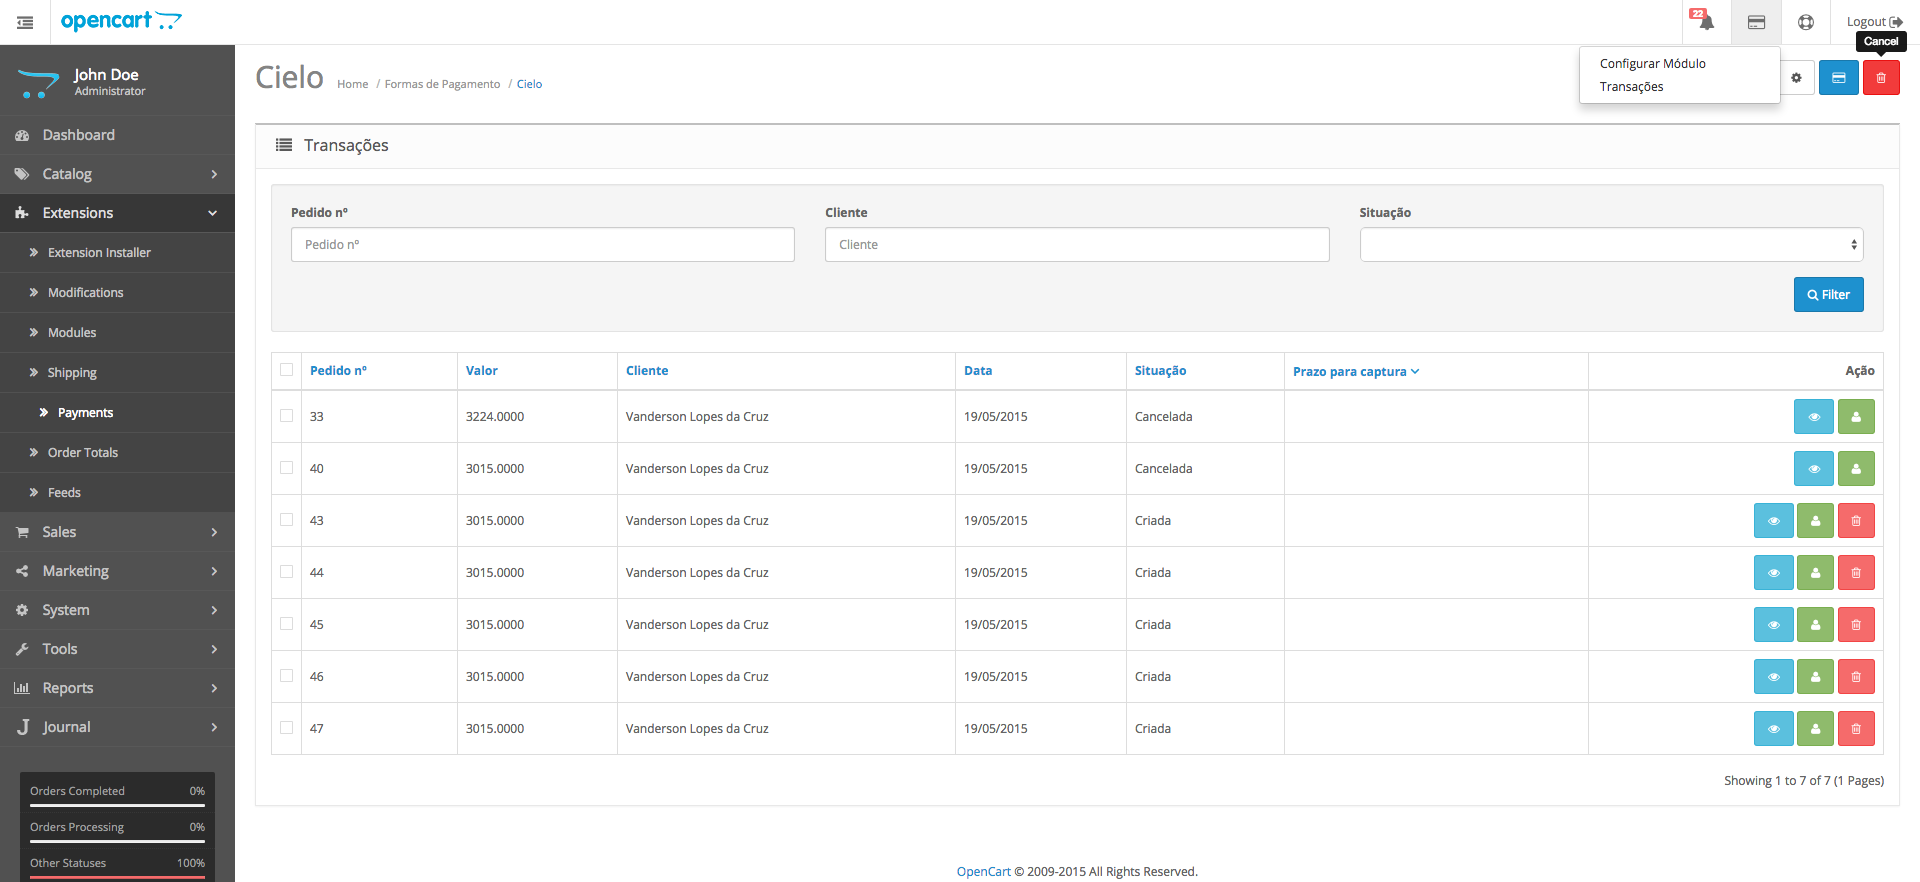 opencart
22
Logout
Cancel
John Doe
Administrator
Cielo
Home / Formas de Pagamento / Cielo
Configurar Módulo
Transações
Dashboard
Catalog
Extensions
Extension Installer
Modifications
Modules
Shipping
Payments
Order Totals
Feeds
Sales
Marketing
System
Tools
Reports
Journal
Orders Completed 0%
Orders Processing 0%
Other Statuses 100%
Transações
Pedido nº Cliente Situação
Pedido nº Cliente
Filter
Pedido nº Valor Cliente Data Situação Prazo para captura Ação
33 3224.0000 Vanderson Lopes da Cruz 19/05/2015 Cancelada
40 3015.0000 Vanderson Lopes da Cruz 19/05/2015 Cancelada
43 3015.0000 Vanderson Lopes da Cruz 19/05/2015 Criada
44 3015.0000 Vanderson Lopes da Cruz 19/05/2015 Criada
45 3015.0000 Vanderson Lopes da Cruz 19/05/2015 Criada
46 3015.0000 Vanderson Lopes da Cruz 19/05/2015 Criada
47 3015.0000 Vanderson Lopes da Cruz 19/05/2015 Criada
Showing 1 to 7 of 7 (1 Pages)
OpenCart © 2009-2015 All Rights Reserved.